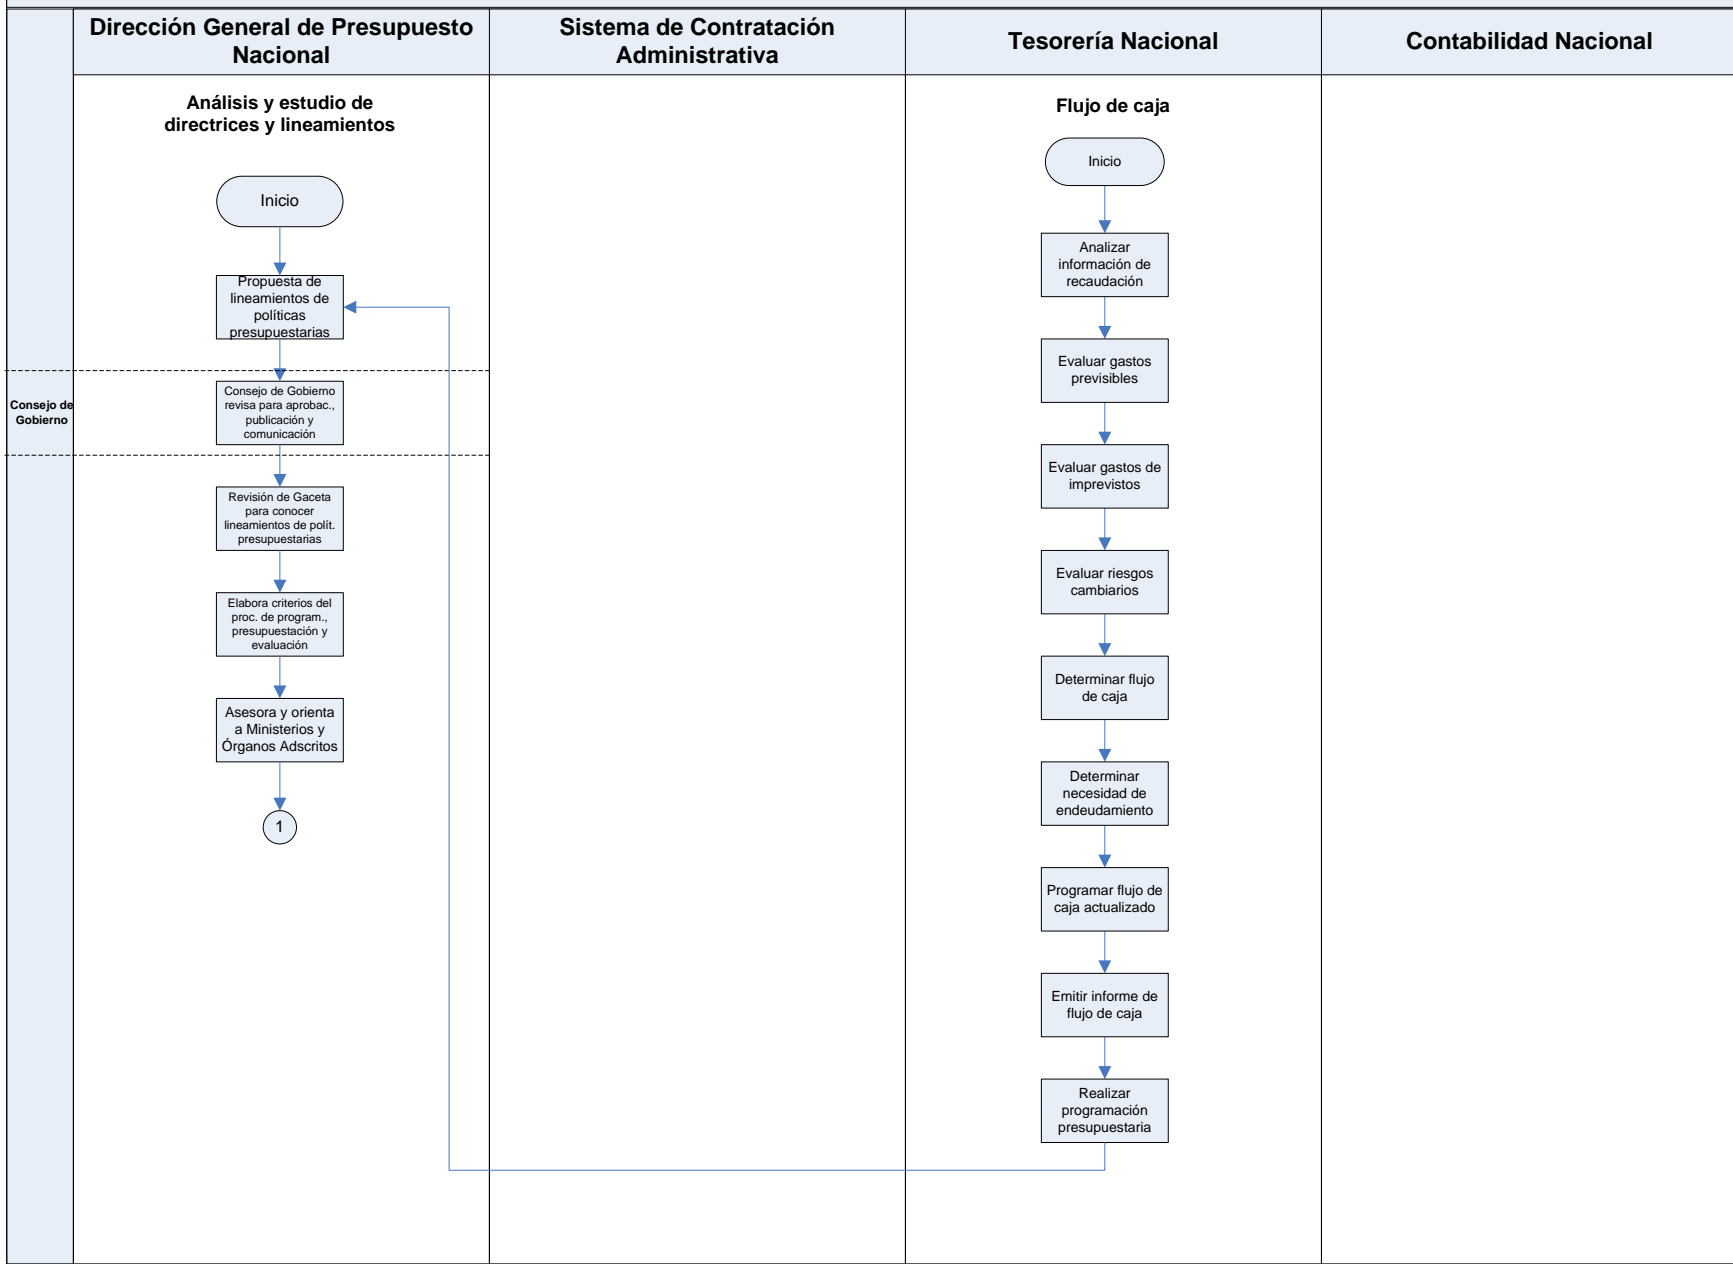 Dirección General de Presupuesto
Nacional
Sistema de Contratación
Administrativa
Tesorería Nacional
Contabilidad Nacional
Análisis y estudio de
directrices y lineamientos
Inicio
Propuesta de
lineamientos de
políticas
presupuestarias
Consejo de
Gobierno
Consejo de Gobierno
revisa para aprobac.,
publicación y
comunicación
Revisión de Gaceta
para conocer
lineamientos de polít.
presupuestarias
Elabora criterios del
proc. de program.,
presupuestación y
evaluación
Asesora y orienta
a Ministerios y
Órganos Adscritos
1
Flujo de caja
Inicio
Analizar
información de
recaudación
Evaluar gastos
previsibles
Evaluar gastos de
imprevistos
Evaluar riesgos
cambiarios
Determinar flujo
de caja
Determinar
necesidad de
endeudamiento
Programar flujo de
caja actualizado
Emitir informe de
flujo de caja
Realizar
programación
presupuestaria